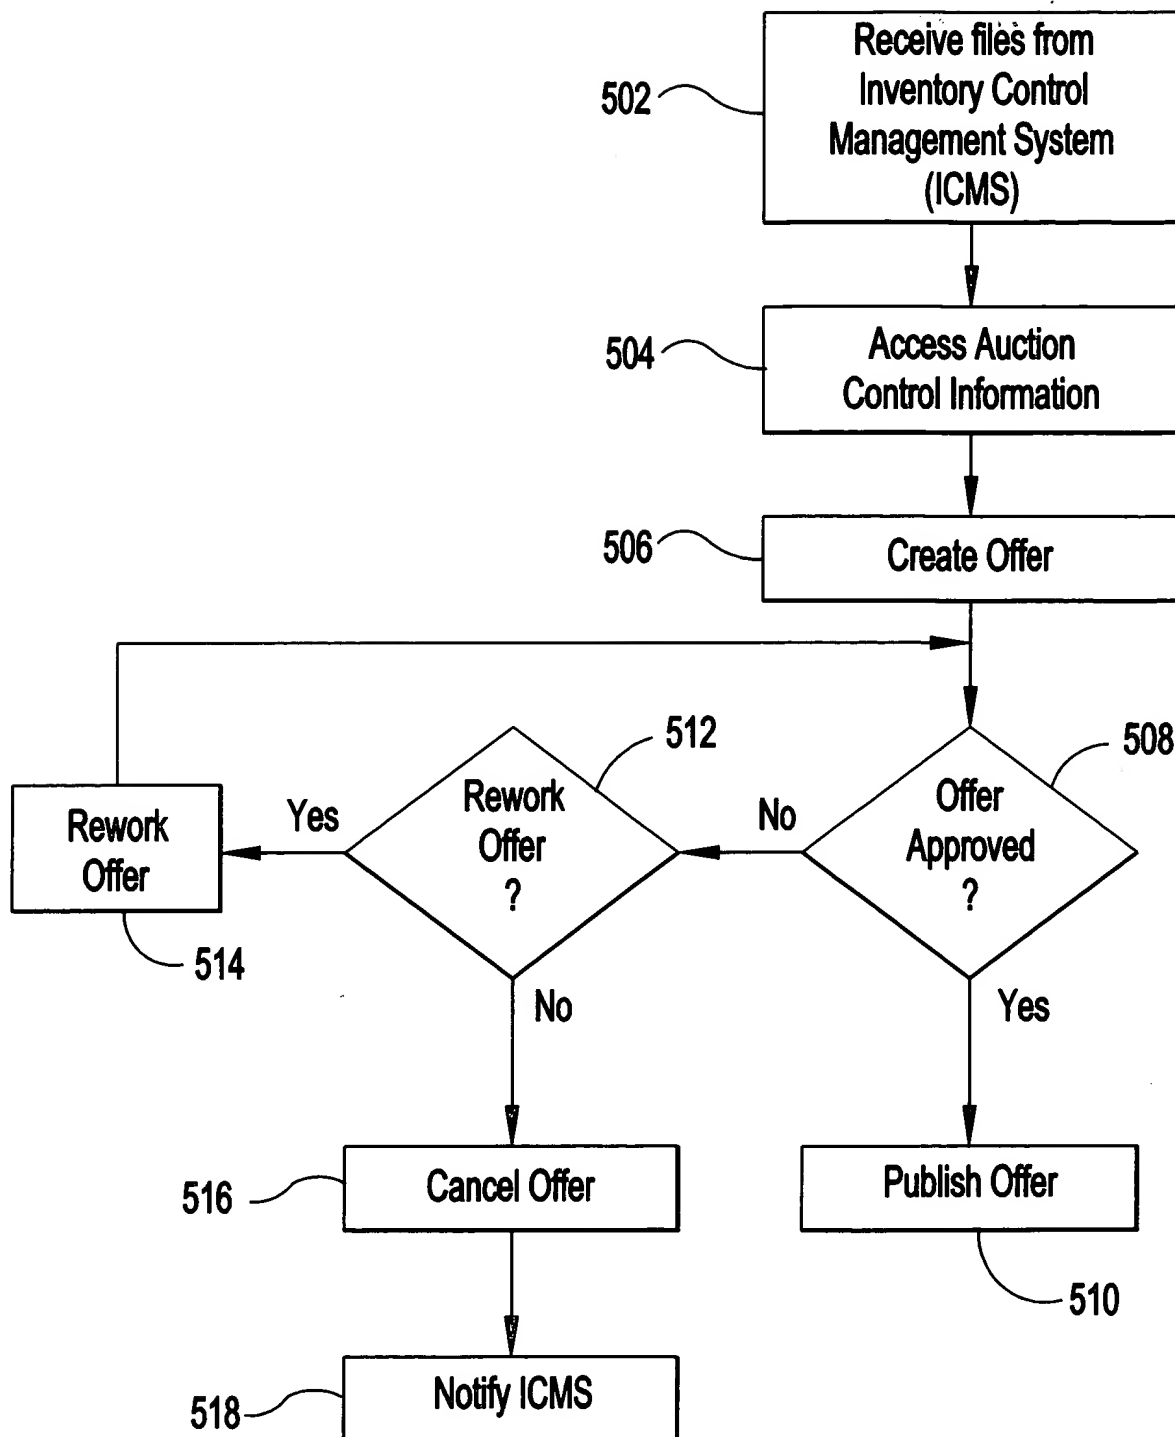 Receive files from
Inventory Control
Management System
(ICMS)
502
Access Auction
Control Information
504
Create Offer
506
Offer
Approved
?
508
No
Yes
Rework
Offer
?
512
Yes
No
Rework
Offer
514
Cancel Offer
516
Publish Offer
510
Notify ICMS
518